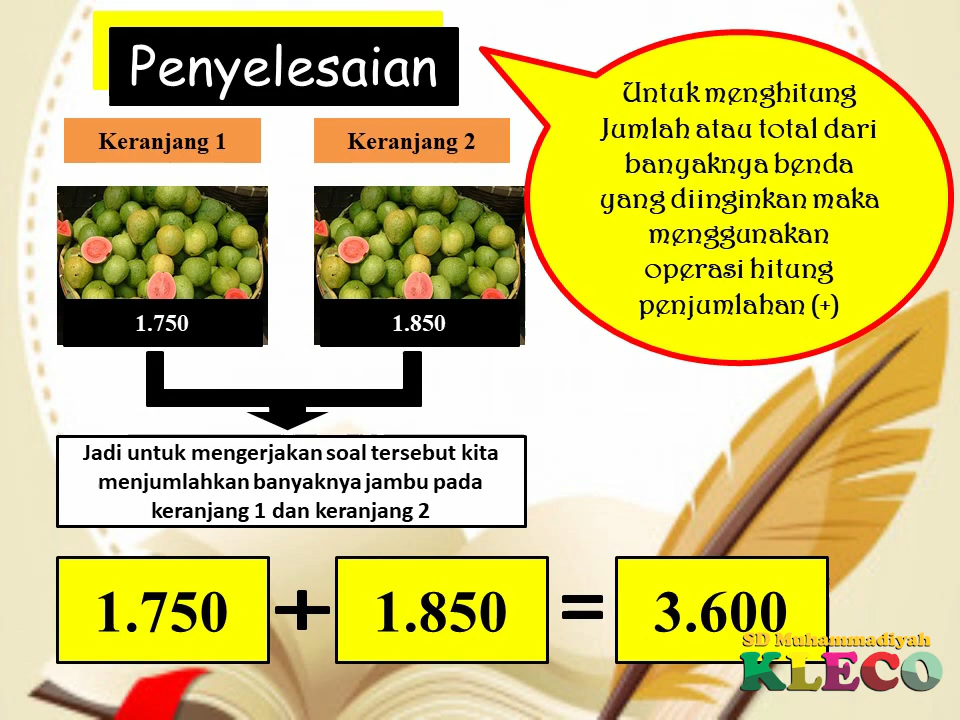 Penyelesaian
Keranjang 1
Keranjang 2
1.750
1.850
Untuk menghitung
Jumlah atau total dari
banyaknya benda
yang diinginkan maka
menggunakan
operasi hitung
penjumlahan (+)
Jadi untuk mengerjakan soal tersebut kita
menjumlahkan banyaknya jambu pada
keranjang 1 dan keranjang 2
1.750 + 1.850 = 3.600
SD Muhammadiyah
KLECO